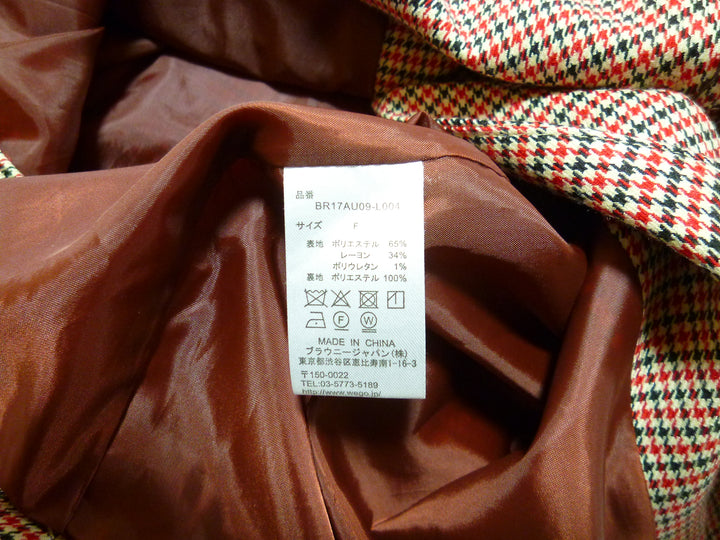 品番
BR17AU09-L004
サイズ F
表地 ポリエステル 65%
レーヨン 34%
ポリウレタン 1%
裏地 ポリエステル 100%
F W
MADE IN CHINA
ブラウニージャパン(株)
東京都渋谷区恵比寿南1-16-3
〒150-0022
TEL:03-5773-5189
http://www.wego.jp/